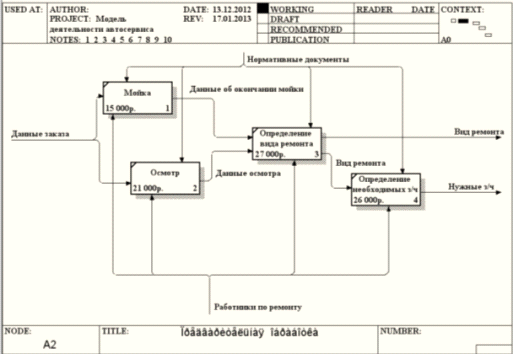 USED AT: AUTHOR: DATE: 13.12.2012 WORKING READER DATE CONTEXT:
PROJECT: Модель REV: 17.01.2013 DRAFT
деятельности автосервиса RECOMMENDED
NOTES: 1 2 3 4 5 6 7 8 9 10 PUBLICATION A0
Нормативные документы
Мойка
15 000р. 1
Данные об окончании мойки
Данные заказа
Определение
вида ремонта
27 000р. 3
Вид ремонта
Осмотр
21 000р. 2
Данные осмотра
Вид ремонта
Определение
необходимых з/ч
26 000р. 4
Нужные з/ч
Работники по ремонту
NODE: TITLE: NUMBER:
A2